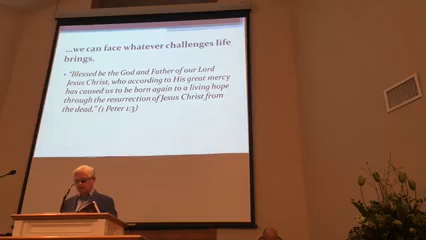 ...we can face whatever challenges life
brings.
• “Blessed be the God and Father of our Lord
Jesus Christ, who according to His great mercy
has caused us to be born again to a living hope
through the resurrection of Jesus Christ from
the dead,” (1 Peter 1:3)